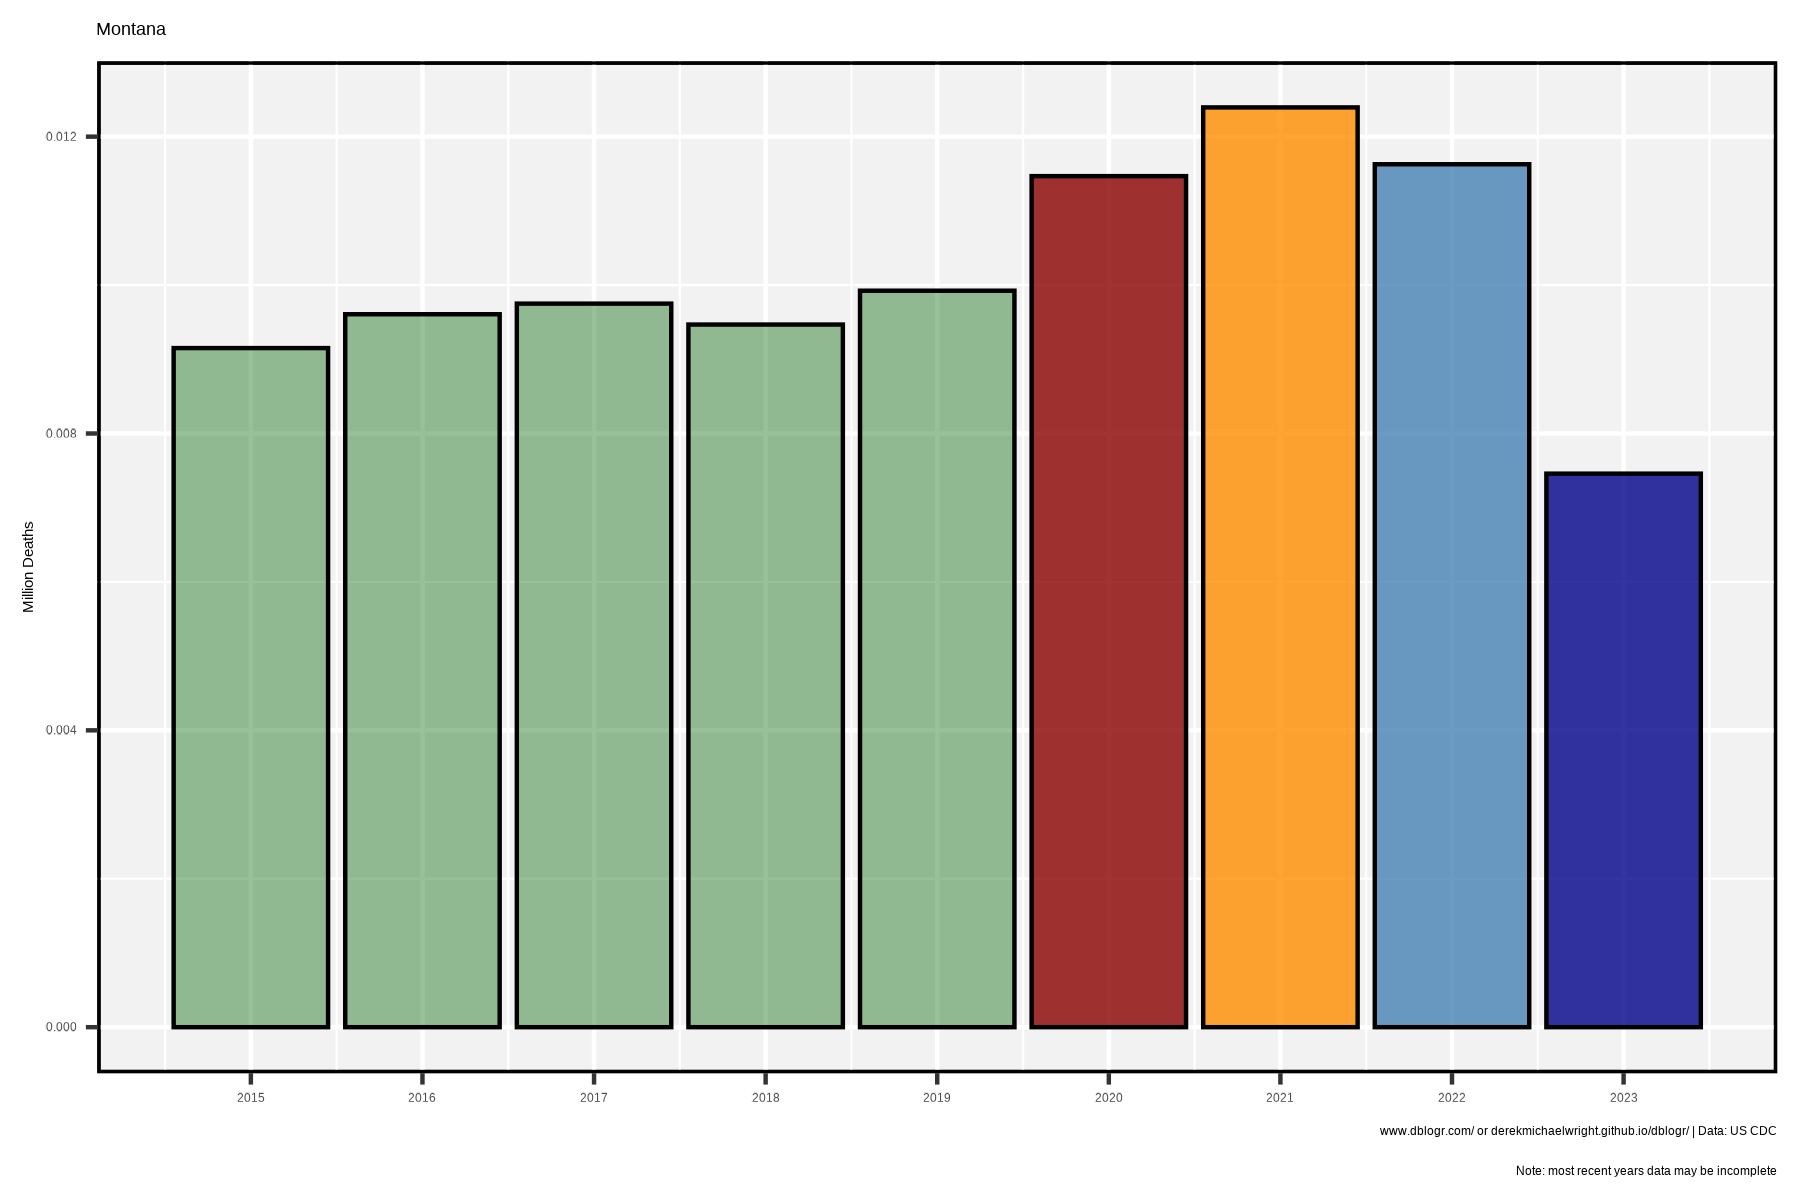 Montana
Million Deaths
0.012
0.008
0.004
0.000
2015 2016 2017 2018 2019 2020 2021 2022 2023
www.dblogr.com/ or derekmichaelwright.github.io/dblogr/ | Data: US CDC
Note: most recent years data may be incomplete